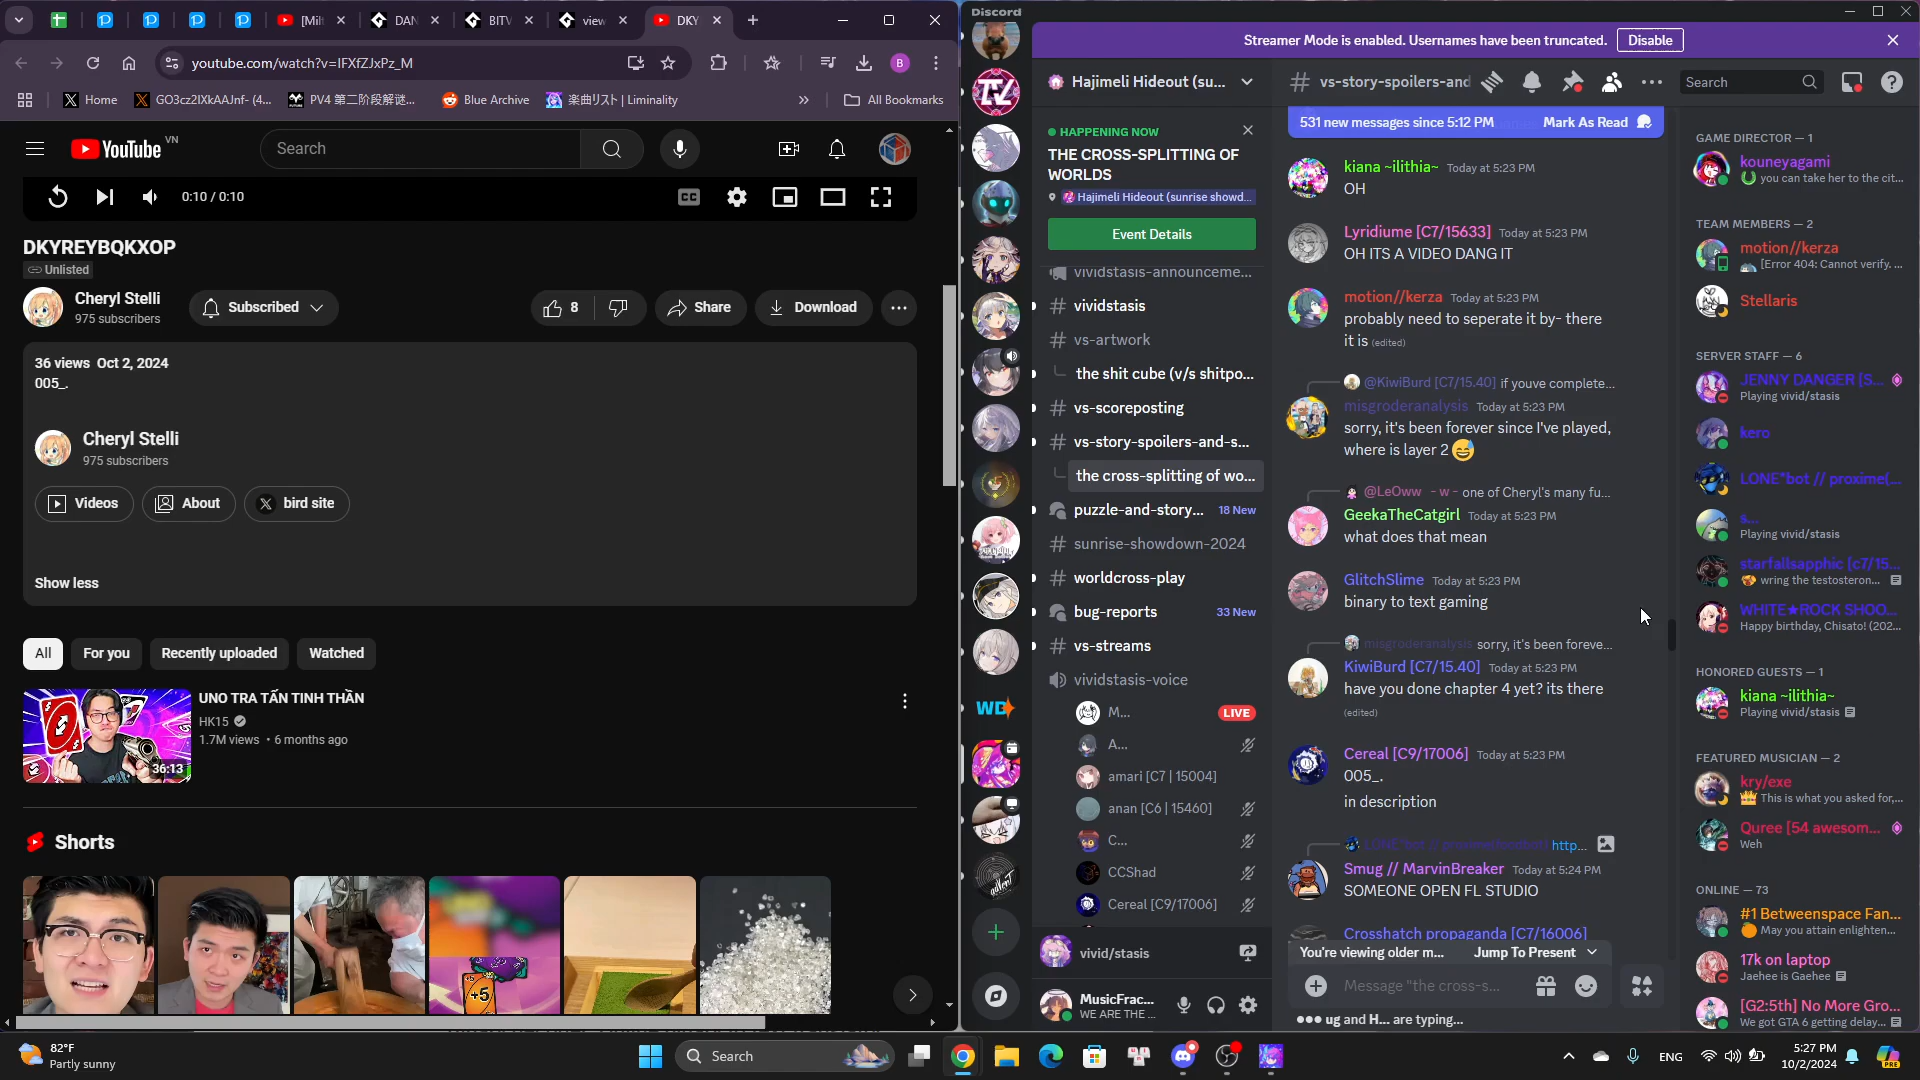 [Mili
DAN
BITV
view
DKY
youtube.com/watch?v=IFXfZJxPz_M
B
Home
GO3cz2IXkAAJnf- (4...
PV4 第二阶段解谜...
Blue Archive
楽曲リスト | Liminality
»
All Bookmarks
YouTube VN
Search
0:10 / 0:10
CC
DKYREYBQKXOP
Unlisted
Cheryl Stelli
975 subscribers
Subscribed
8
Share
Download
36 views Oct 2, 2024
005_.
Cheryl Stelli
975 subscribers
Videos
About
bird site
Show less
All
For you
Recently uploaded
Watched
UNO TRA TẤN TINH THẦN
HK15
1.7M views • 6 months ago
36:13
Shorts
+5
82°F
Partly sunny
Search
Discord
Streamer Mode is enabled. Usernames have been truncated.
Disable
Hajimeli Hideout (su...
HAPPENING NOW
THE CROSS-SPLITTING OF
WORLDS
Hajimeli Hideout (sunrise showd...
Event Details
vividstasis-announceme...
vividstasis
vs-artwork
the shit cube (v/s shitpo...
vs-scoreposting
vs-story-spoilers-and-s...
the cross-splitting of wo...
puzzle-and-story...
18 New
sunrise-showdown-2024
worldcross-play
bug-reports
33 New
vs-streams
vividstasis-voice
M...
LIVE
A...
amari [C7 | 15004]
anan [C6 | 15460]
C...
CCShad
Cereal [C9/17006]
vivid/stasis
MusicFrac...
WE ARE THE ...
vs-story-spoilers-and
Search
531 new messages since 5:12 PM
Mark As Read
kiana ~ilithia~ Today at 5:23 PM
OH
Lyridiume [C7/15633] Today at 5:23 PM
OH ITS A VIDEO DANG IT
motion//kerza Today at 5:23 PM
probably need to seperate it by- there
it is (edited)
@KiwiBurd [C7/15.40] if youve complete...
misgroderanalysis Today at 5:23 PM
sorry, it's been forever since I've played,
where is layer 2
@LeOww - w - one of Cheryl's many fu...
GeekaTheCatgirl Today at 5:23 PM
what does that mean
GlitchSlime Today at 5:23 PM
binary to text gaming
misgroderanalysis sorry, it's been foreve...
KiwiBurd [C7/15.40] Today at 5:23 PM
have you done chapter 4 yet? its there
(edited)
Cereal [C9/17006] Today at 5:23 PM
005_.
in description
http...
Smug // MarvinBreaker Today at 5:24 PM
SOMEONE OPEN FL STUDIO
Crosshatch propaganda [C7/16006]
You're viewing older m...
Jump To Present
Message "the cross-s...
ug and H... are typing...
GAME DIRECTOR — 1
kouneyagami
you can take her to the cit...
TEAM MEMBERS — 2
motion//kerza
[Error 404: Cannot verify. ...
Stellaris
SERVER STAFF — 6
JENNY DANGER [S...
Playing vivid/stasis
kero
LONE*bot // proxime(...
s...
Playing vivid/stasis
starfallsapphic [c7/15...
wring the testosteron...
WHITE★ROCK SHOO...
Happy birthday, Chisato! (202...
HONORED GUESTS — 1
kiana ~ilithia~
Playing vivid/stasis
FEATURED MUSICIAN — 2
kry/exe
This is what you asked for,...
Quree [54 awesom...
Weh
ONLINE — 73
#1 Betweenspace Fan...
May you attain enlighten...
17k on laptop
Jaehee is Gaehee
[G2:5th] No More Gro...
We got GTA 6 getting delay...
ENG
5:27 PM
10/2/2024